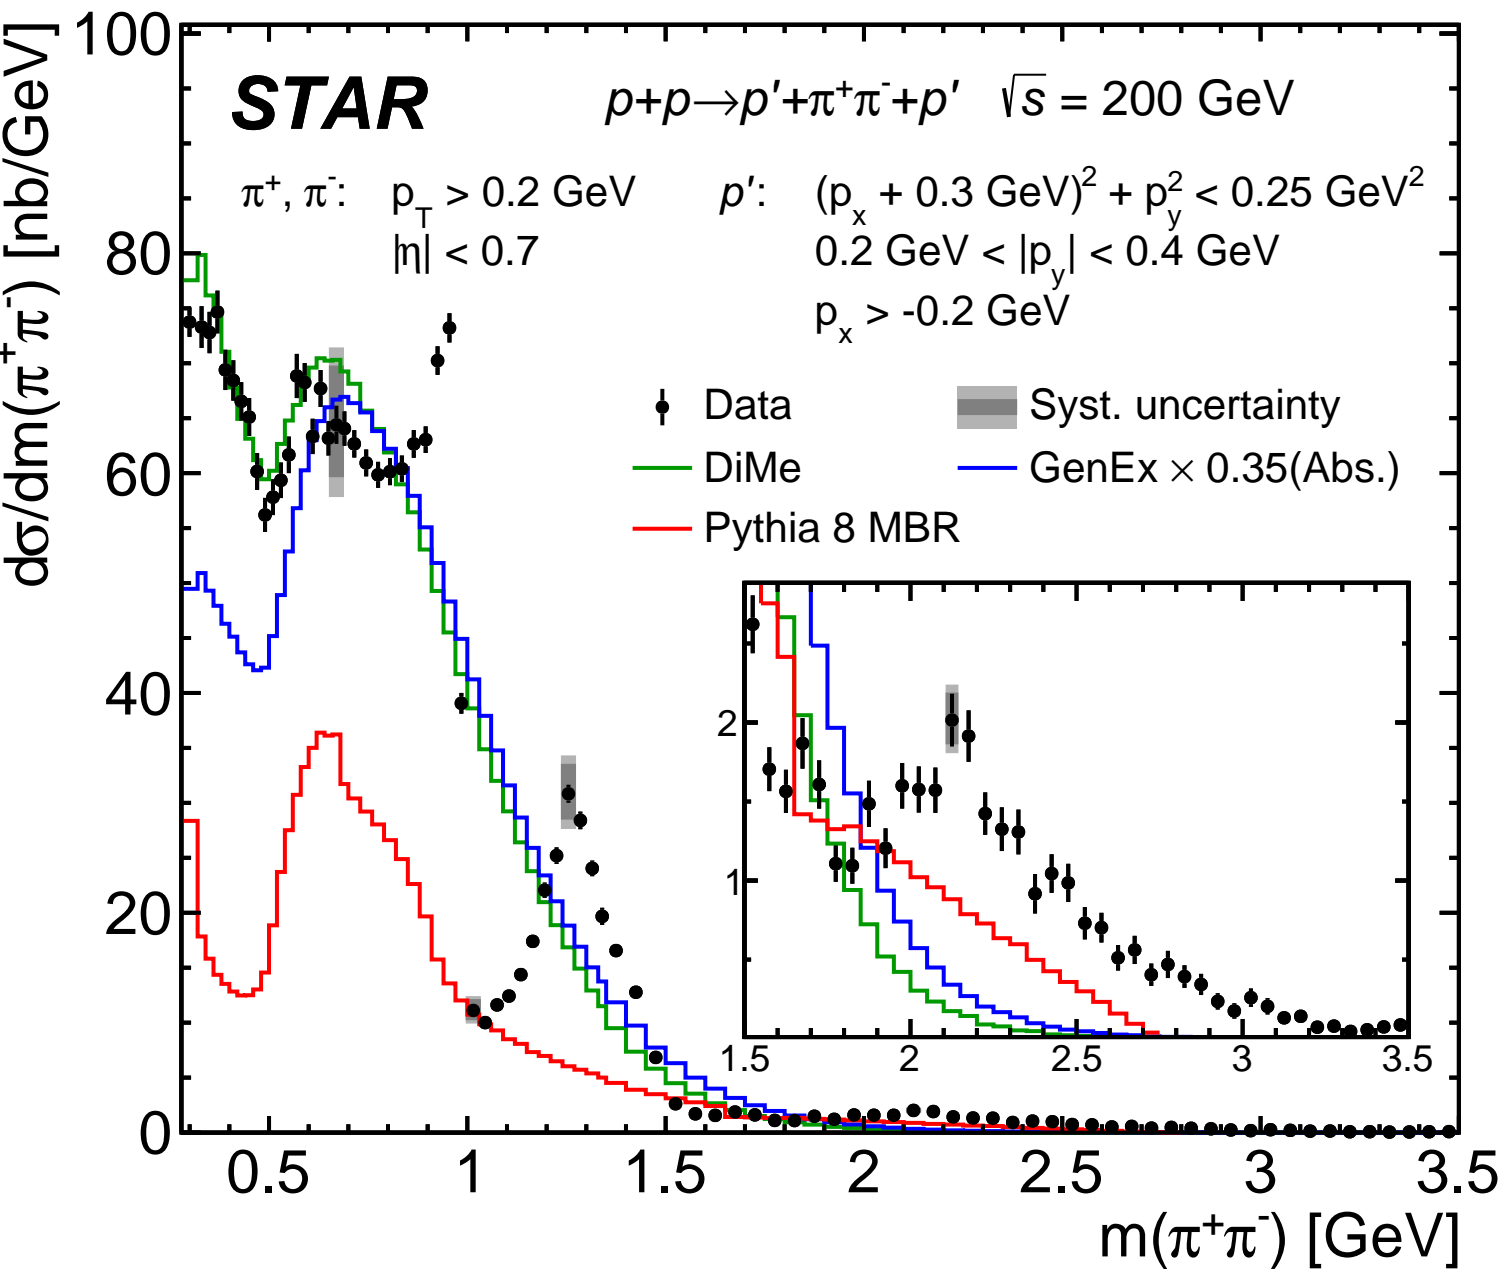 dσ/dm(π⁺π⁻) [nb/GeV]
100
80
60
40
20
0
STAR
p+p→p′+π⁺π⁻+p′ √s = 200 GeV
π⁺, π⁻: p_T > 0.2 GeV p′: (p_x + 0.3 GeV)² + p_y² < 0.25 GeV²
|η| < 0.7 0.2 GeV < |p_y| < 0.4 GeV
p_x > -0.2 GeV
Data Syst. uncertainty
DiMe GenEx × 0.35(Abs.)
Pythia 8 MBR
2
1
1.5 2 2.5 3 3.5
0.5 1 1.5 2 2.5 3 3.5
m(π⁺π⁻) [GeV]